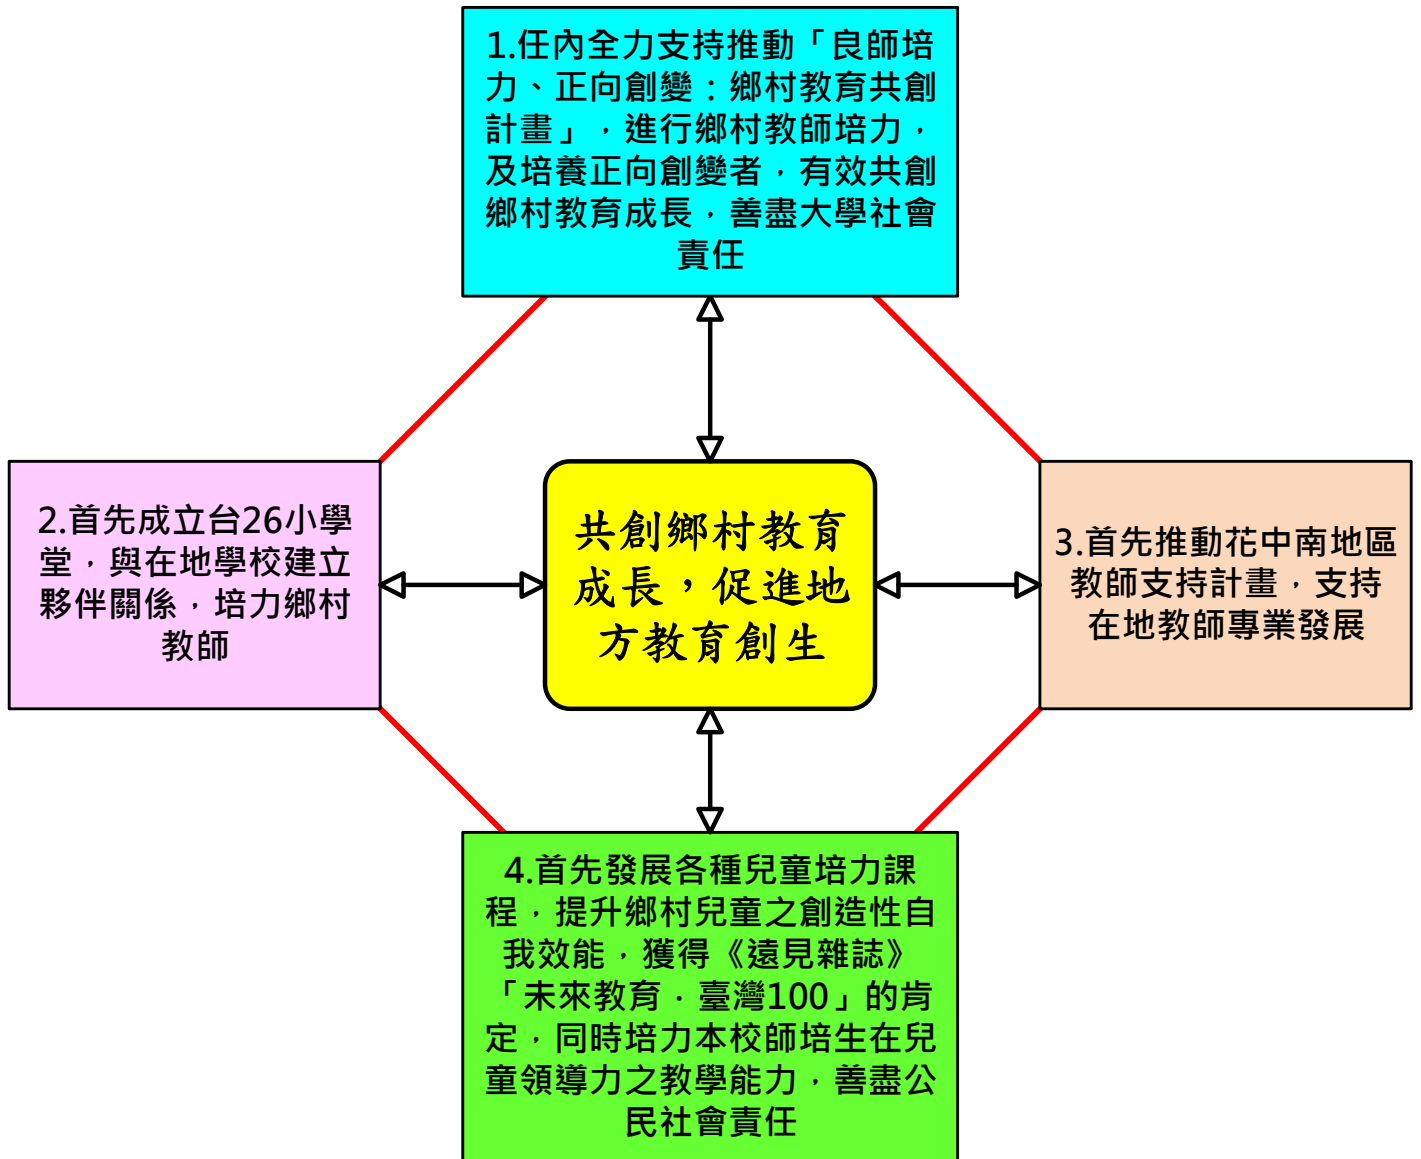 1.任內全力支持推動「良師培
力、正向創變：鄉村教育共創
計畫」，進行鄉村教師培力，
及培養正向創變者，有效共創
鄉村教育成長，善盡大學社會
責任
2.首先成立台26小學
堂，與在地學校建立
夥伴關係，培力鄉村
教師
共創鄉村教育
成長，促進地
方教育創生
3.首先推動花中南地區
教師支持計畫，支持
在地教師專業發展
4.首先發展各種兒童培力課
程，提升鄉村兒童之創造性自
我效能，獲得《遠見雜誌》
「未來教育．臺灣100」的肯
定，同時培力本校師培生在兒
童領導力之教學能力，善盡公
民社會責任